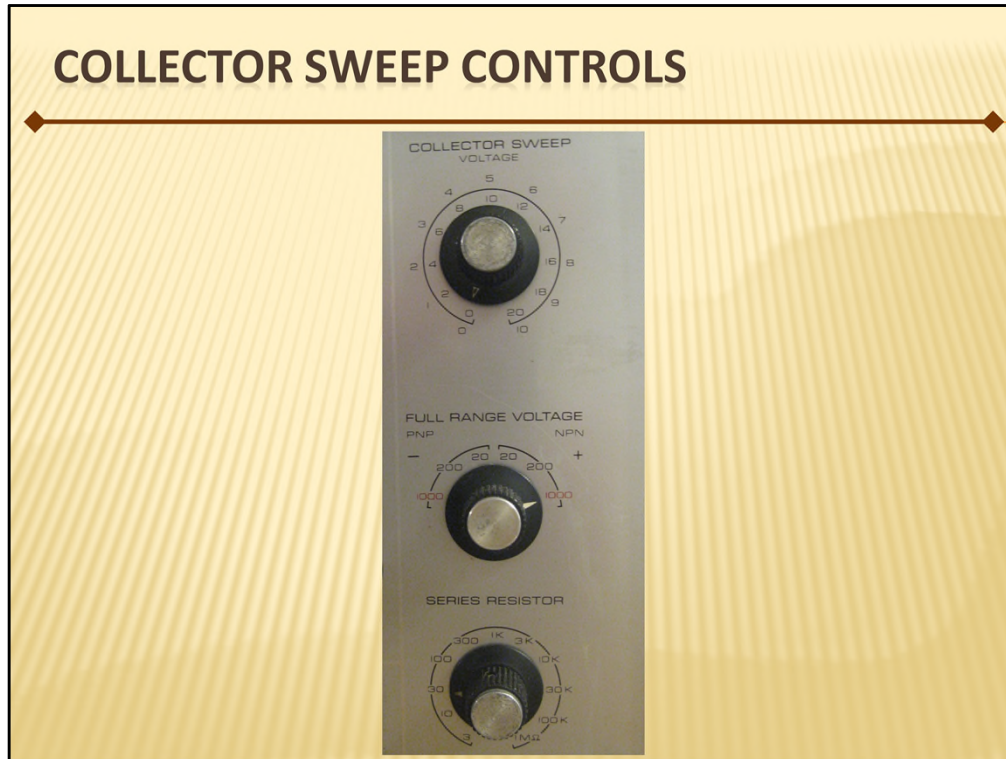 COLLECTOR SWEEP CONTROLS
COLLECTOR SWEEP
VOLTAGE
5
4 6
10
8 12
3 7
6 14
2 4 16 8
2 18
1 9
0 20
0 10
FULL RANGE VOLTAGE
PNP NPN
− 20 20 +
200 200
1000 1000
SERIES RESISTOR
1K
300 3K
100 10K
30 30K
10 100K
3 1MΩ